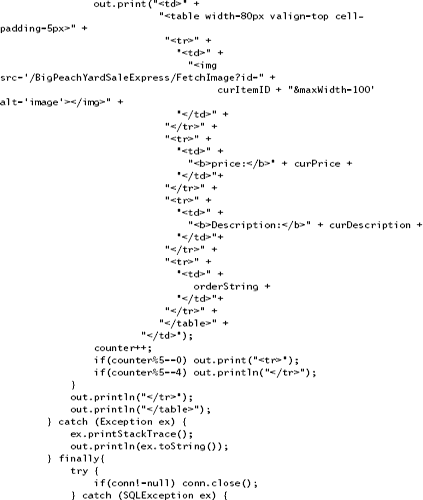 out.print("<td>" +
"<table width=80px valign=top cell-
padding=5px>" +
"<tr>" +
"<td>" +
"<img
src='/BigPeachYardSaleExpress/FetchImage?id=" +
curItemID + "&maxWidth=100'
alt='image'></img>" +
"</td>" +
"</tr>" +
"<tr>" +
"<td>" +
"<b>price:</b>" + curPrice +
"</td>"+
"</tr>" +
"<tr>" +
"<td>" +
"<b>Description:</b>" + curDescription +
"</td>"+
"</tr>" +
"<tr>" +
"<td>" +
orderString +
"</td>"+
"</tr>" +
"</table>" +
"</td>");
counter++;
if(counter%5==0) out.print("<tr>");
if(counter%5==4) out.println("</tr>");
}
out.println("</tr>");
out.println("</table>");
} catch (Exception ex) {
ex.printStackTrace();
out.println(ex.toString());
} finally{
try {
if(conn!=null) conn.close();
} catch (SQLException ex) {